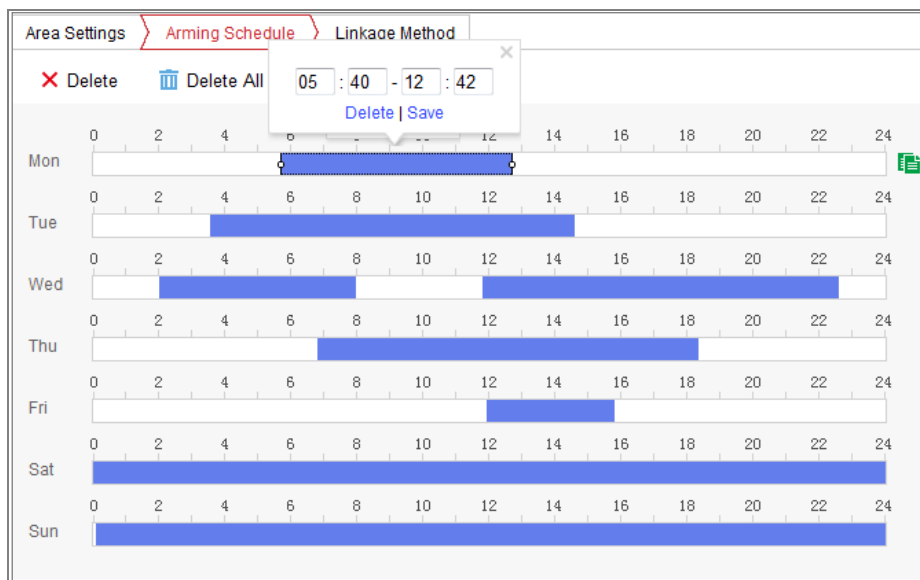 Area Settings Arming Schedule Linkage Method
Delete Delete All
05 : 40 - 12 : 42
Delete | Save
0 2 4 6 12 14 16 18 20 22 24
Mon
0 2 4 6 8 10 12 14 16 18 20 22 24
Tue
0 2 4 6 8 10 12 14 16 18 20 22 24
Wed
0 2 4 6 8 10 12 14 16 18 20 22 24
Thu
0 2 4 6 8 10 12 14 16 18 20 22 24
Fri
0 2 4 6 8 10 12 14 16 18 20 22 24
Sat
0 2 4 6 8 10 12 14 16 18 20 22 24
Sun